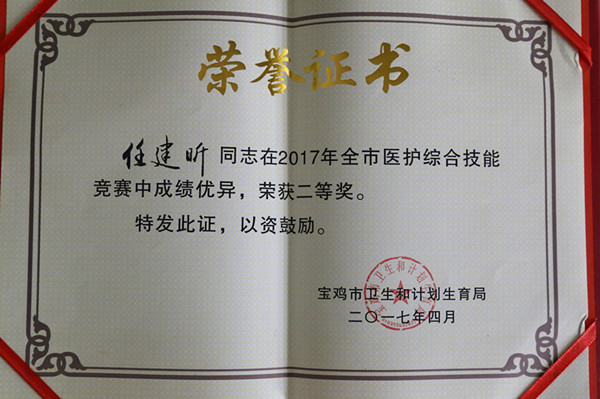 荣誉证书
任建昕 同志在2017年全市医护综合技能
竞赛中成绩优异，荣获二等奖。
特发此证，以资鼓励。
宝鸡市卫生和计划生育局
二〇一七年四月